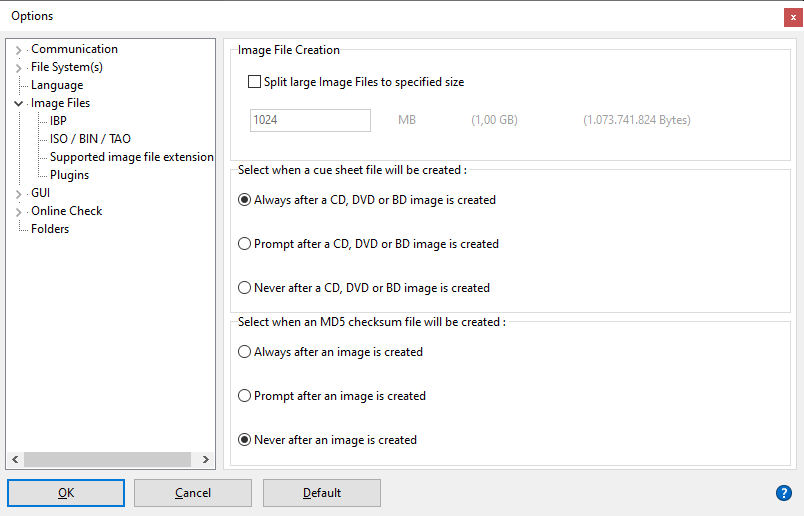 Options
Communication
File System(s)
Language
Image Files
IBP
ISO / BIN / TAO
Supported image file extension
Plugins
GUI
Online Check
Folders
Image File Creation
Split large Image Files to specified size
1024 MB (1,00 GB) (1.073.741.824 Bytes)
Select when a cue sheet file will be created :
Always after a CD, DVD or BD image is created
Prompt after a CD, DVD or BD image is created
Never after a CD, DVD or BD image is created
Select when an MD5 checksum file will be created :
Always after an image is created
Prompt after an image is created
Never after an image is created
OK Cancel Default ?